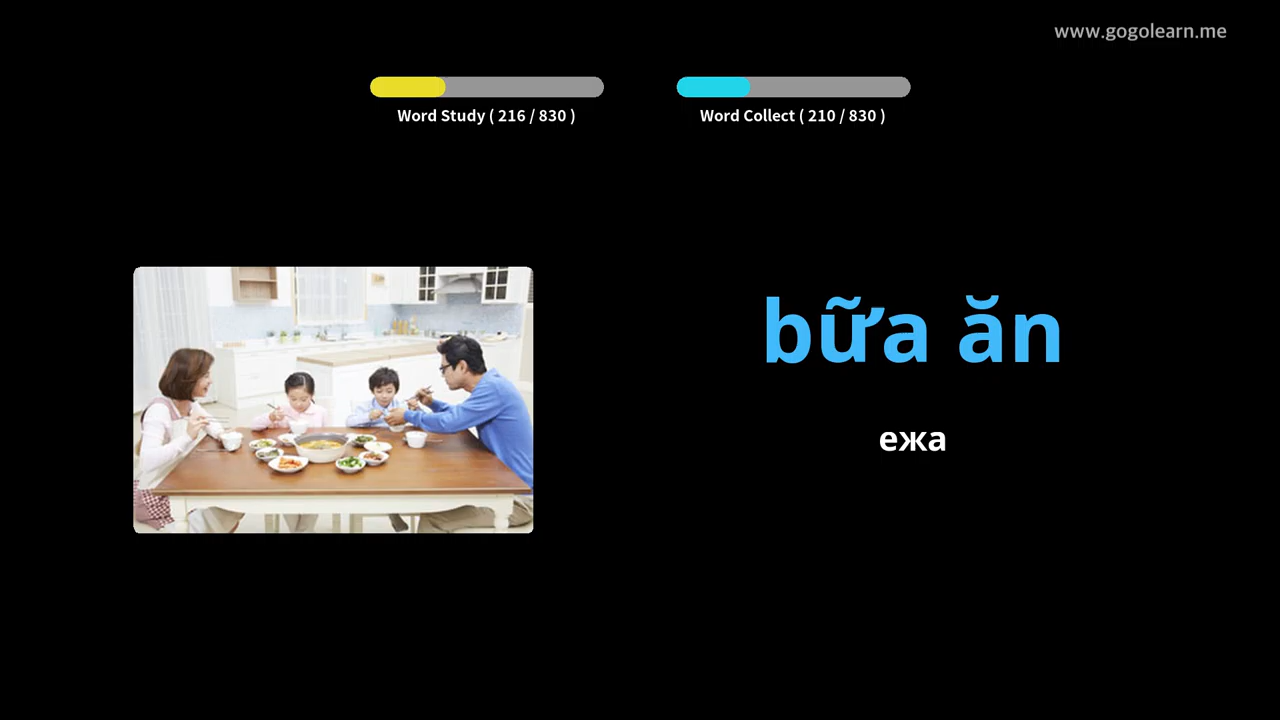 www.gogolearn.me
Word Study ( 216 / 830 )
Word Collect ( 210 / 830 )
bữa ăn
ежа